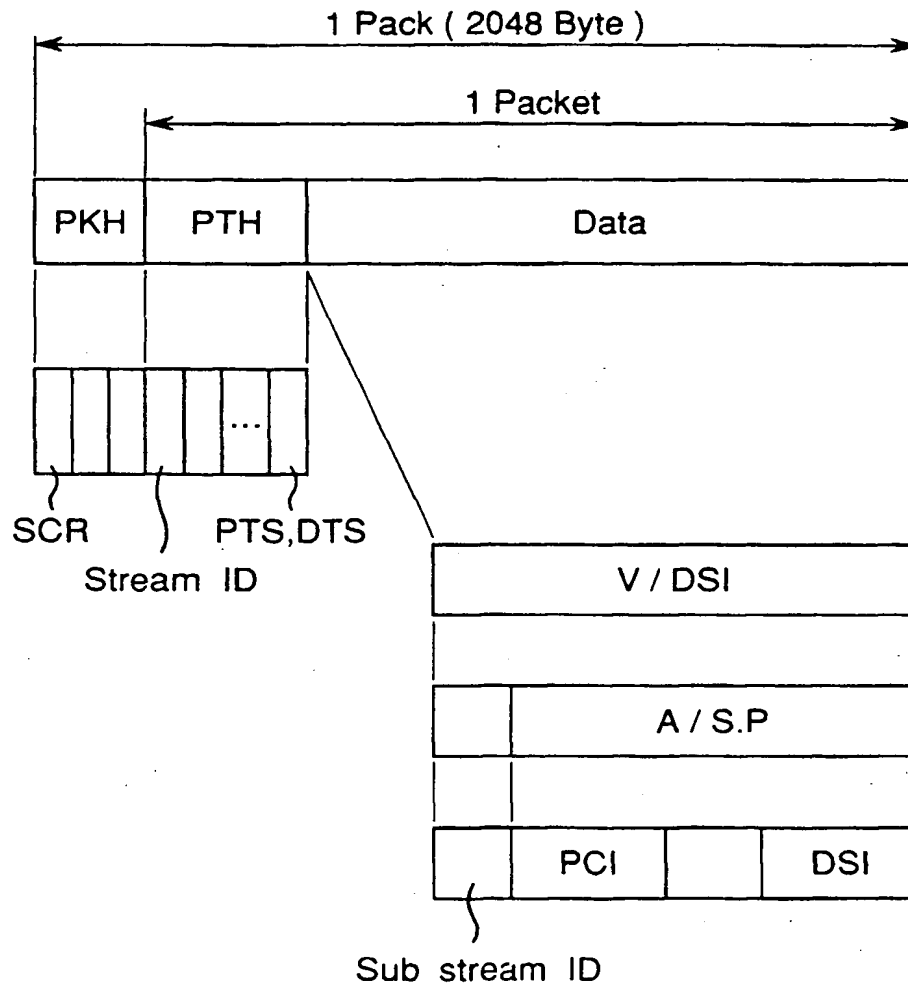 1 Pack ( 2048 Byte )
1 Packet
PKH PTH Data
...
SCR PTS,DTS
Stream ID
V / DSI
A / S.P
PCI DSI
Sub stream ID